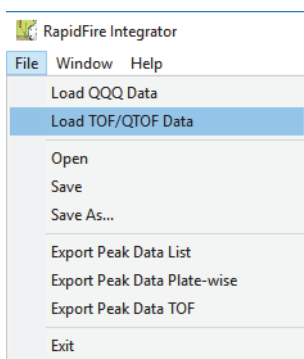 RapidFire Integrator
File Window Help
Load QQQ Data
Load TOF/QTOF Data
Open
Save
Save As...
Export Peak Data List
Export Peak Data Plate-wise
Export Peak Data TOF
Exit